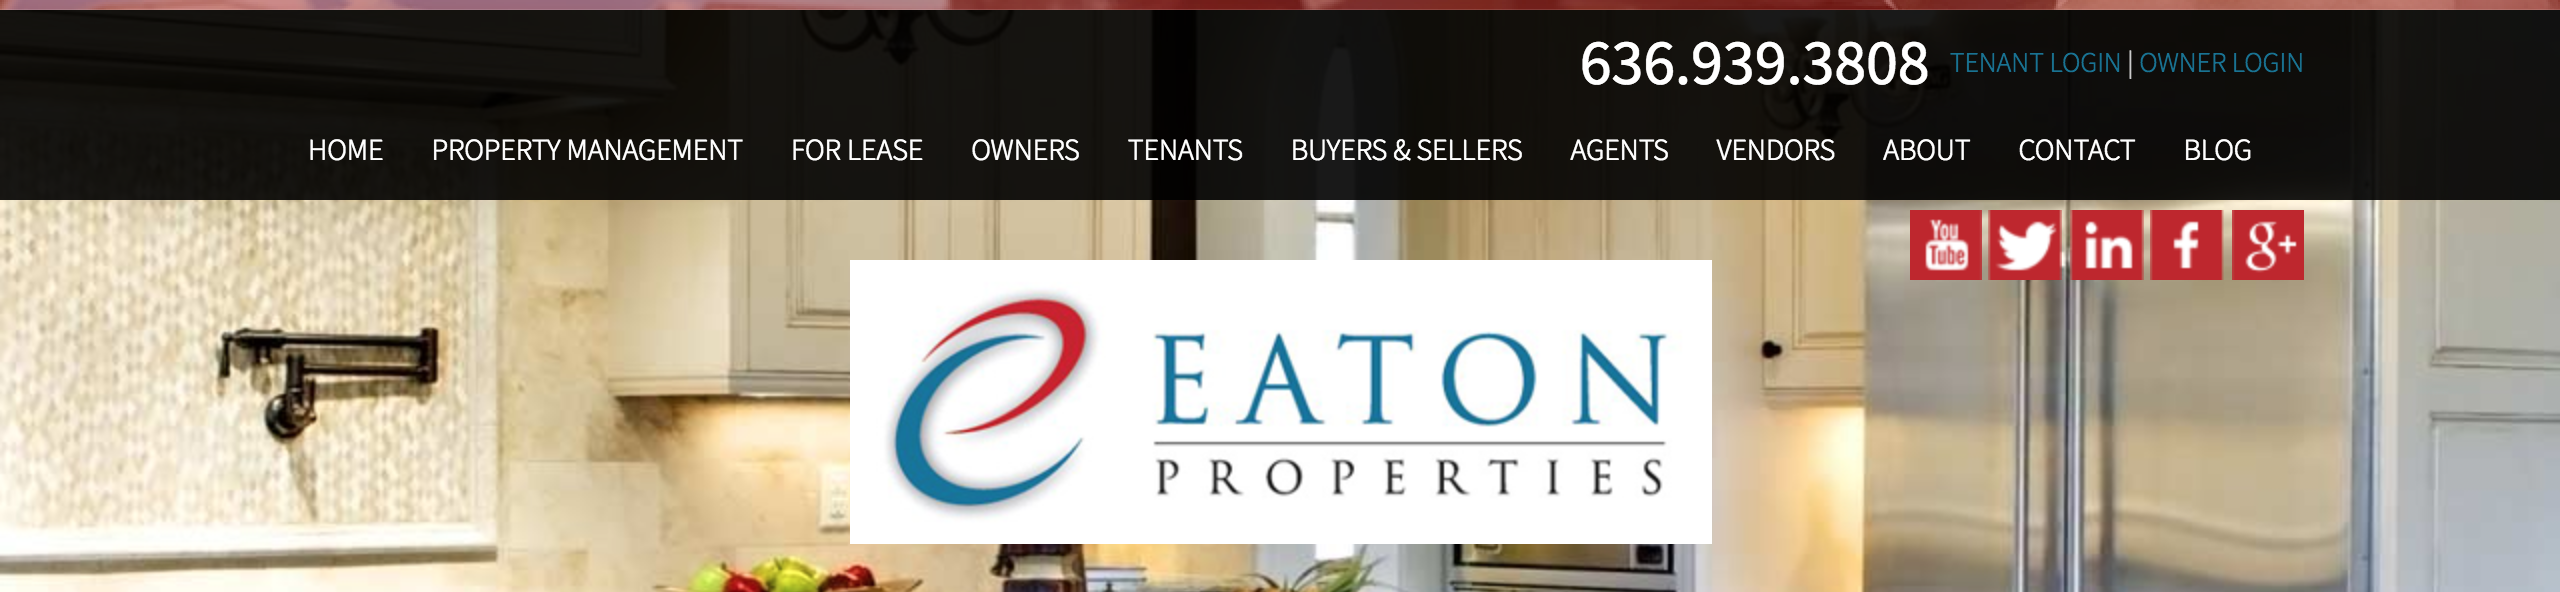 636.939.3808 TENANT LOGIN | OWNER LOGIN
HOME PROPERTY MANAGEMENT FOR LEASE OWNERS TENANTS BUYERS & SELLERS AGENTS VENDORS ABOUT CONTACT BLOG
You Tube in f g+
EATON
PROPERTIES